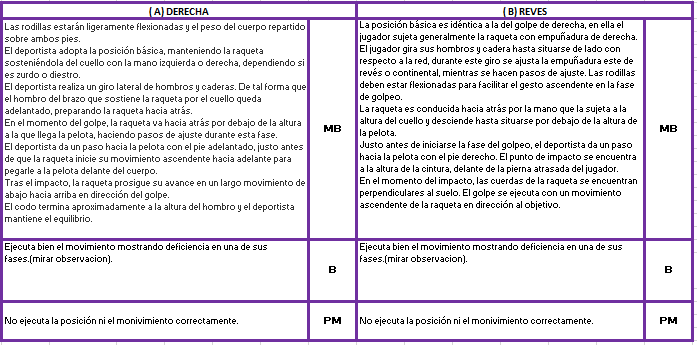 ( A) DERECHA
Las rodillas estarán ligeramente flexionadas y el peso del cuerpo repartido
sobre ambos pies.
El deportista adopta la posición básica, manteniendo la raqueta
sosteniéndola del cuello con la mano izquierda o derecha, dependiendo si
es zurdo o diestro.
El deportista realiza un giro lateral de hombros y caderas. De tal forma que
el hombro del brazo que sostiene la raqueta por el cuello queda
adelantado, preparando la raqueta hacia atrás.
En el momento del golpe, la raqueta va hacia atrás por debajo de la altura
a la que llega la pelota, haciendo pasos de ajuste durante esta fase.
El deportista da un paso hacia la pelota con el pie adelantado, justo antes
de que la raqueta inicie su movimiento ascendente hacia adelante para
pegarle a la pelota delante del cuerpo.
Tras el impacto, la raqueta prosigue su avance en un largo movimiento de
abajo hacia arriba en dirección del golpe.
El codo termina aproximadamente a la altura del hombro y el deportista
mantiene el equilibrio.
MB
( B) REVES
La posición básica es idéntica a la del golpe de derecha, en ella el
jugador sujeta generalmente la raqueta con empuñadura de derecha.
El jugador gira sus hombros y cadera hasta situarse de lado con
respecto a la red, durante este giro se ajusta la empuñadura este de
revés o continental, mientras se hacen pasos de ajuste. Las rodillas
deben estar flexionadas para facilitar el gesto ascendente en la fase
de golpeo.
La raqueta es conducida hacia atrás por la mano que la sujeta a la
altura del cuello y desciende hasta situarse por debajo de la altura de
la pelota.
Justo antes de iniciarse la fase del golpeo, el deportista da un paso
hacia la pelota con el pie derecho. El punto de impacto se encuentra
a la altura de la cintura, delante de la pierna atrasada del jugador.
En el momento del impacto, las cuerdas de la raqueta se encuentran
perpendiculares al suelo. El golpe se ejecuta con un movimiento
ascendente de la raqueta en dirección al objetivo.
MB
Ejecuta bien el movimiento mostrando deficiencia en una de sus
fases.(mirar observacion).
B
Ejecuta bien el movimiento mostrando deficiencia en una de sus
fases.(mirar observacion).
B
No ejecuta la posición ni el monivimiento correctamente.
PM
No ejecuta la posición ni el monivimiento correctamente.
PM